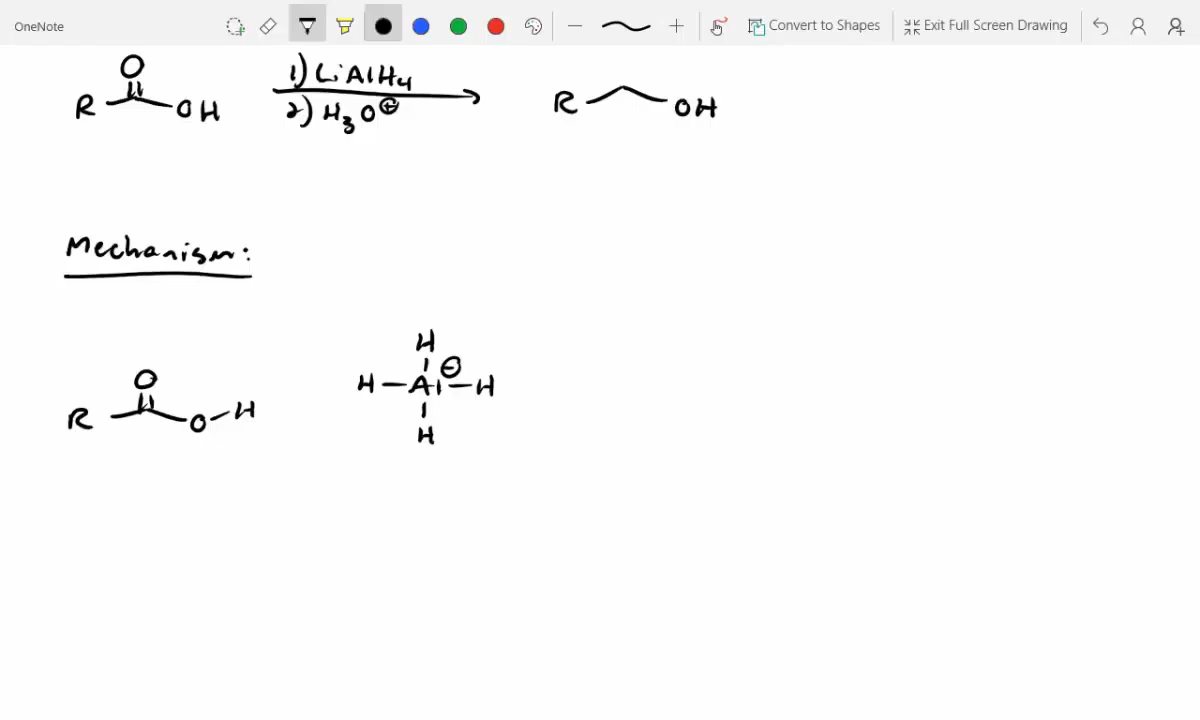 OneNote
Convert to Shapes
Exit Full Screen Drawing
O
R OH
1) LiAlH4
2) H3O⊕
R OH
Mechanism:
O
R O-H
H
H-Al⊖-H
H